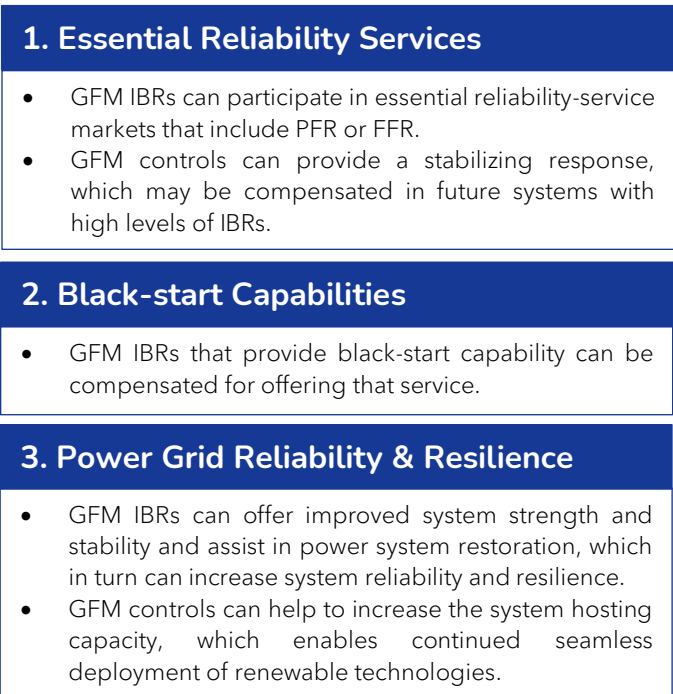 1. Essential Reliability Services
• GFM IBRs can participate in essential reliability-service
markets that include PFR or FFR.
• GFM controls can provide a stabilizing response,
which may be compensated in future systems with
high levels of IBRs.
2. Black-start Capabilities
• GFM IBRs that provide black-start capability can be
compensated for offering that service.
3. Power Grid Reliability & Resilience
• GFM IBRs can offer improved system strength and
stability and assist in power system restoration, which
in turn can increase system reliability and resilience.
• GFM controls can help to increase the system hosting
capacity, which enables continued seamless
deployment of renewable technologies.